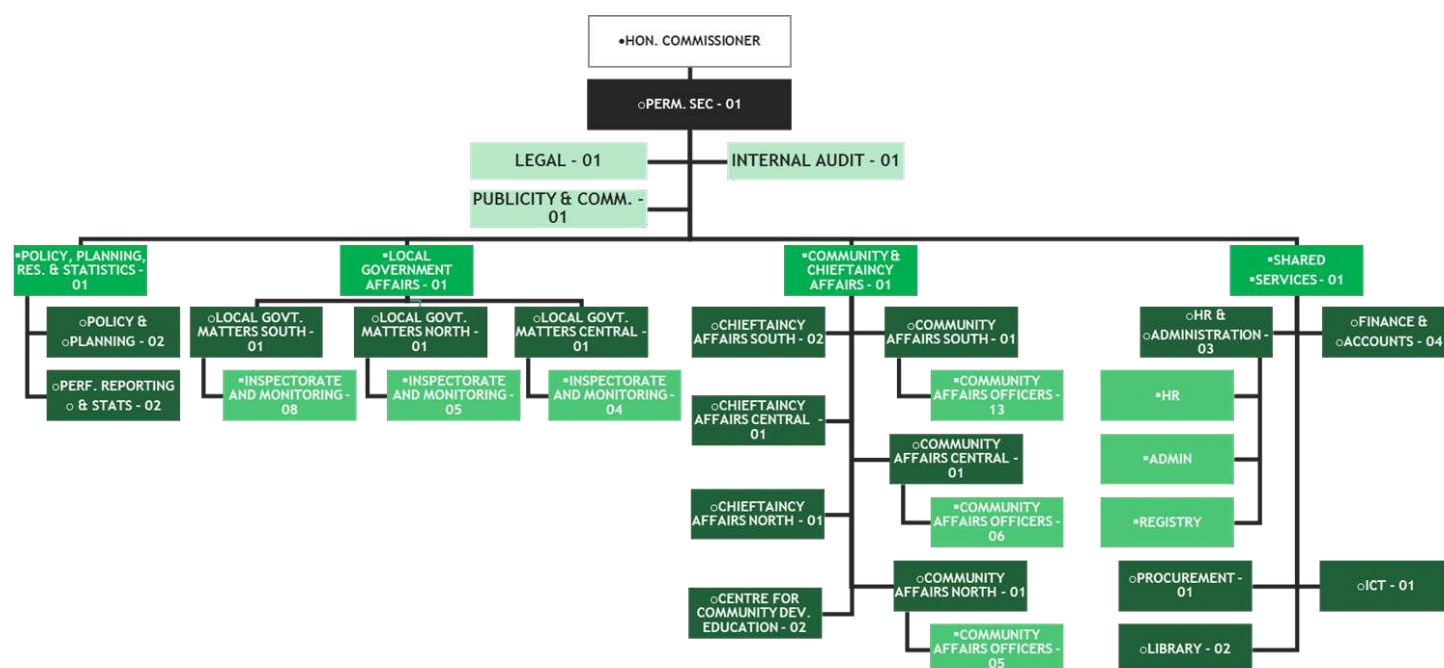 •HON. COMMISSIONER
○PERM. SEC - 01
LEGAL - 01
INTERNAL AUDIT - 01
PUBLICITY & COMM. -
01
▪POLICY, PLANNING,
RES. & STATISTICS -
01
▪LOCAL
GOVERNMENT
AFFAIRS - 01
▪COMMUNITY &
CHIEFTAINCY
AFFAIRS - 01
▪SHARED
▪SERVICES - 01
○POLICY &
○PLANNING - 02
○PERF. REPORTING
○ & STATS - 02
○LOCAL GOVT.
MATTERS SOUTH -
01
▪INSPECTORATE
AND MONITORING -
08
○LOCAL GOVT.
MATTERS NORTH -
01
▪INSPECTORATE
AND MONITORING -
05
○LOCAL GOVT.
MATTERS CENTRAL -
01
▪INSPECTORATE
AND MONITORING -
04
○CHIEFTAINCY
AFFAIRS SOUTH - 02
○COMMUNITY
AFFAIRS SOUTH - 01
▪COMMUNITY
AFFAIRS OFFICERS -
13
○CHIEFTAINCY
AFFAIRS CENTRAL -
01
○COMMUNITY
AFFAIRS CENTRAL -
01
▪COMMUNITY
AFFAIRS OFFICERS -
06
○CHIEFTAINCY
AFFAIRS NORTH - 01
○COMMUNITY
AFFAIRS NORTH - 01
▪COMMUNITY
AFFAIRS OFFICERS -
05
○CENTRE FOR
COMMUNITY DEV.
EDUCATION - 02
○HR &
○ADMINISTRATION -
03
○FINANCE &
○ACCOUNTS - 04
▪HR
▪ADMIN
▪REGISTRY
○PROCUREMENT -
01
○ICT - 01
○LIBRARY - 02